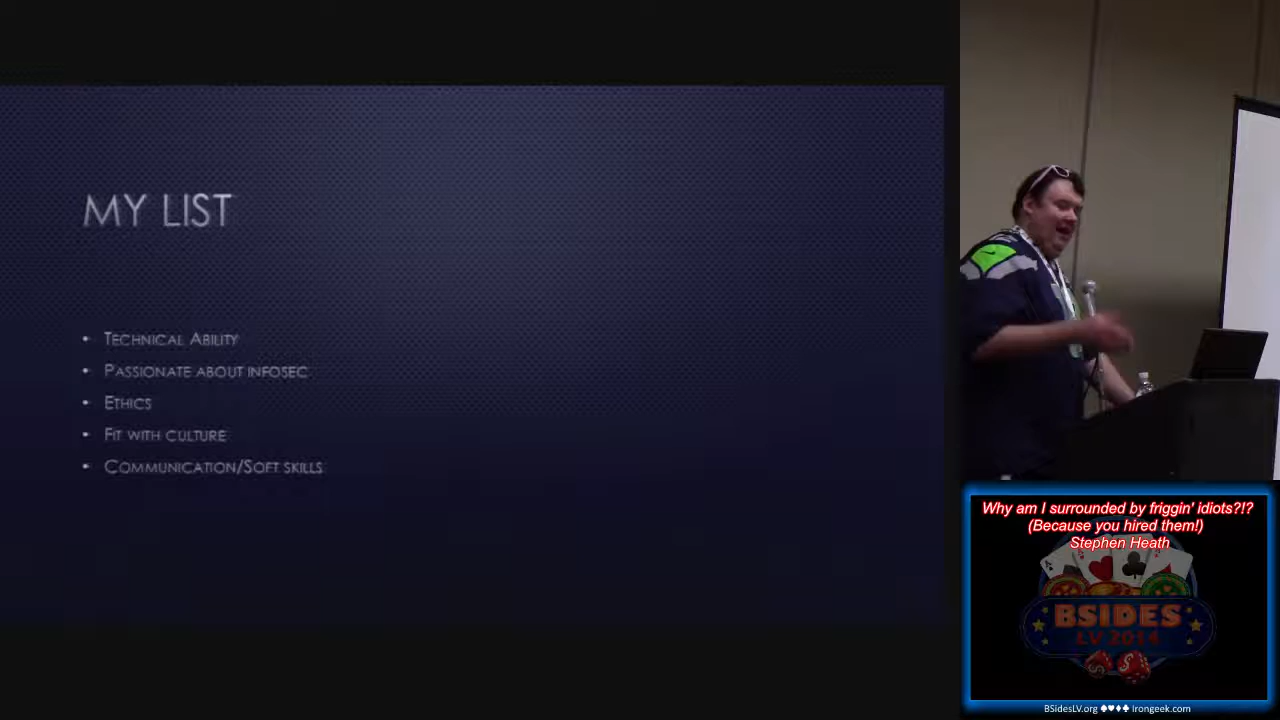 MY LIST
• TECHNICAL ABILITY
• PASSIONATE ABOUT INFOSEC
• ETHICS
• FIT WITH CULTURE
• COMMUNICATION/SOFT SKILLS
Why am I surrounded by friggin' idiots?!?
(Because you hired them!)
Stephen Heath
BSIDES
LV 2014
BSidesLV.org ♠♥♦♣ Irongeek.com